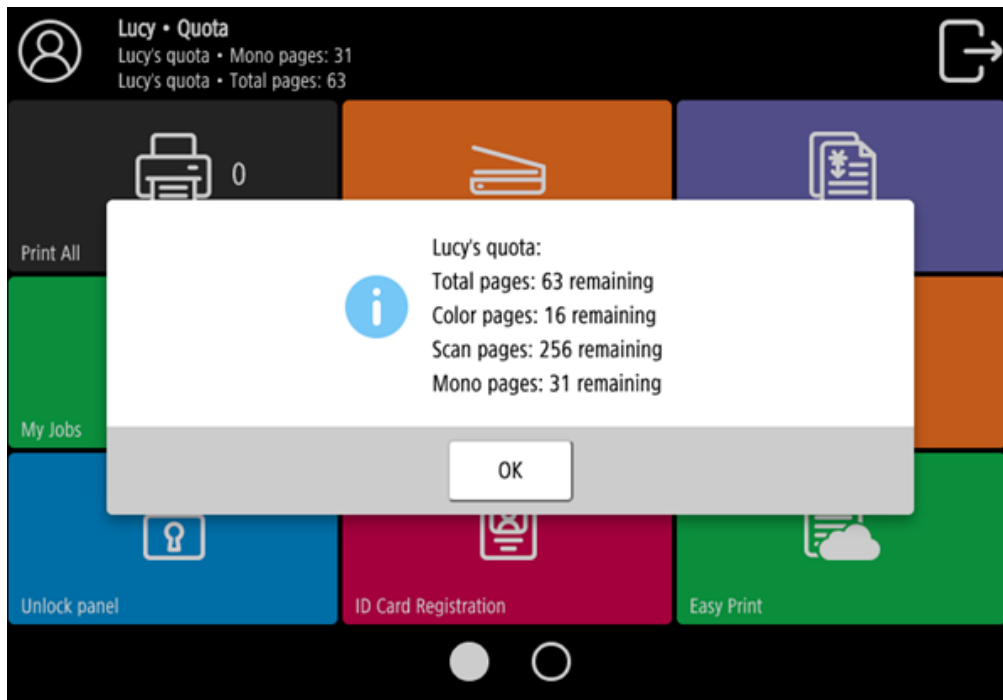 Lucy • Quota
Lucy's quota • Mono pages: 31
Lucy's quota • Total pages: 63
0
Print All
Lucy's quota:
Total pages: 63 remaining
Color pages: 16 remaining
Scan pages: 256 remaining
Mono pages: 31 remaining
My Jobs
OK
Unlock panel
ID Card Registration
Easy Print